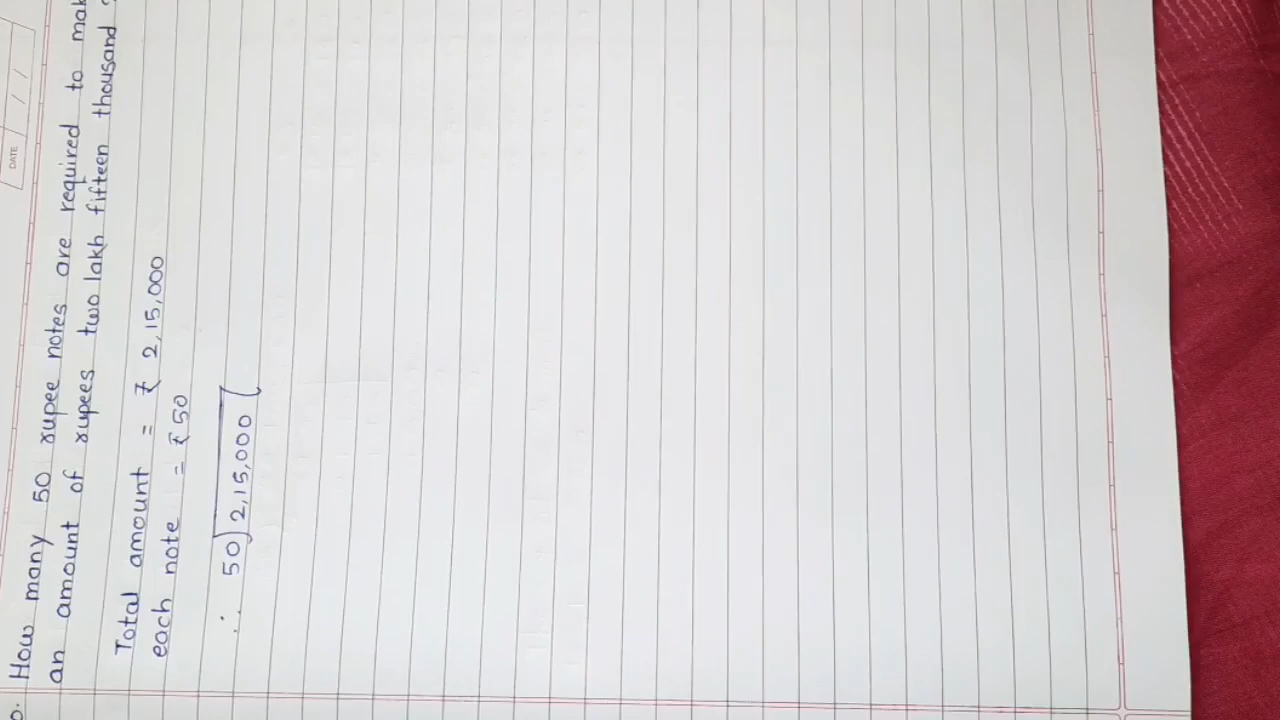 DATE / /
How many 50 rupee notes are required to
an amount of rupees two lakh fifteen thousand ?
Total amount = ₹ 2,15,000
each note = ₹ 50
∴ 50)2,15,000(